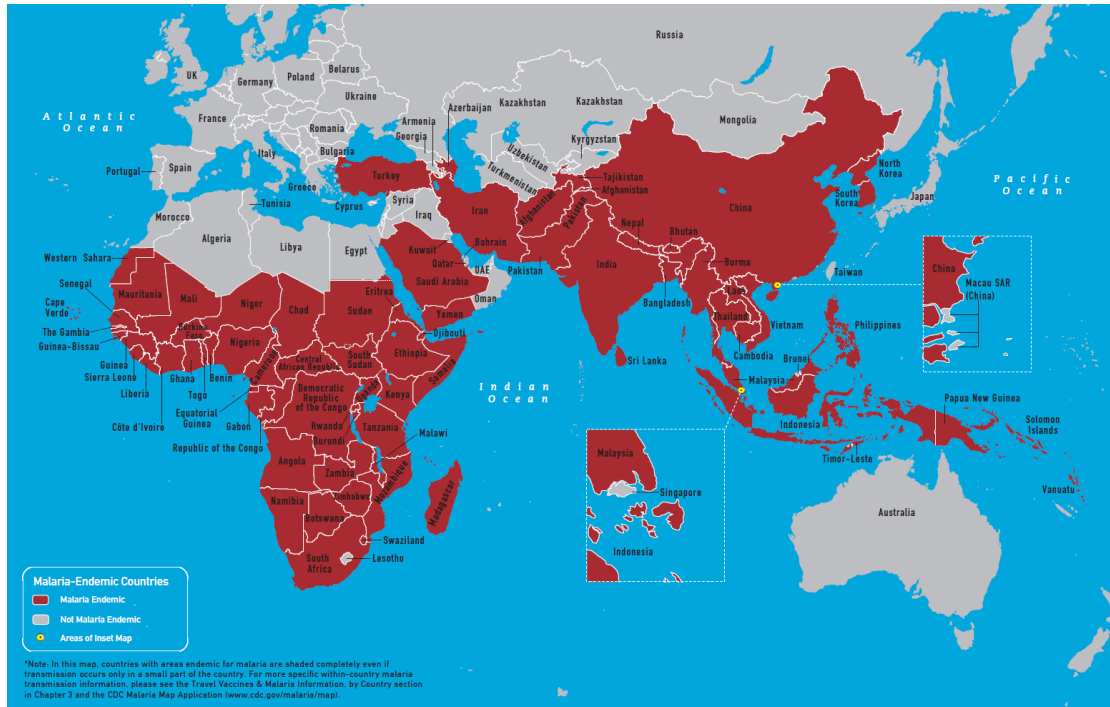 Russia
UK
Germany
Poland
Belarus
Ukraine
France
Romania
Italy
Bulgaria
Portugal
Spain
Greece
Atlantic
Ocean
Armenia
Georgia
Azerbaijan
Kazakhstan
Kazakhstan
Mongolia
Kyrgyzstan
Uzbekistan
Turkmenistan
Tajikistan
Afghanistan
Afghanistan
Pakistan
North
Korea
South
Korea
Japan
Pacific
Ocean
Turkey
Cyprus
Syria
Iraq
Iran
China
Tunisia
Morocco
Algeria
Libya
Egypt
Kuwait
Bahrain
Qatar
UAE
Saudi Arabia
Oman
Yemen
Pakistan
Nepal
Bhutan
India
Burma
Bangladesh
Laos
Taiwan
Thailand
Vietnam
Cambodia
Philippines
Sri Lanka
Brunei
Malaysia
Indonesia
China
Macau SAR
(China)
Western Sahara
Mauritania
Senegal
Cape
Verde
The Gambia
Guinea-Bissau
Guinea
Sierra Leone
Liberia
Côte d'Ivoire
Mali
Burkina
Faso
Ghana
Togo
Benin
Niger
Nigeria
Chad
Sudan
Eritrea
Djibouti
Ethiopia
Somalia
South
Sudan
Central
African Republic
Cameroon
Equatorial
Guinea
Gabon
Republic of the Congo
Democratic
Republic
of the Congo
Uganda
Kenya
Rwanda
Burundi
Tanzania
Malawi
Angola
Zambia
Mozambique
Zimbabwe
Namibia
Botswana
Madagascar
Swaziland
South
Africa
Lesotho
Indian
Ocean
Malaysia
Singapore
Indonesia
Papua New Guinea
Solomon
Islands
Timor-Leste
Vanuatu
Australia
Malaria-Endemic Countries
Malaria Endemic
Not Malaria Endemic
Areas of Inset Map
*Note: In this map, countries with areas endemic for malaria are shaded completely even if
transmission occurs only in a small part of the country. For more specific within-country malaria
transmission information, please see the Travel Vaccines & Malaria Information, by Country section
in Chapter 3 and the CDC Malaria Map Application (www.cdc.gov/malaria/map).